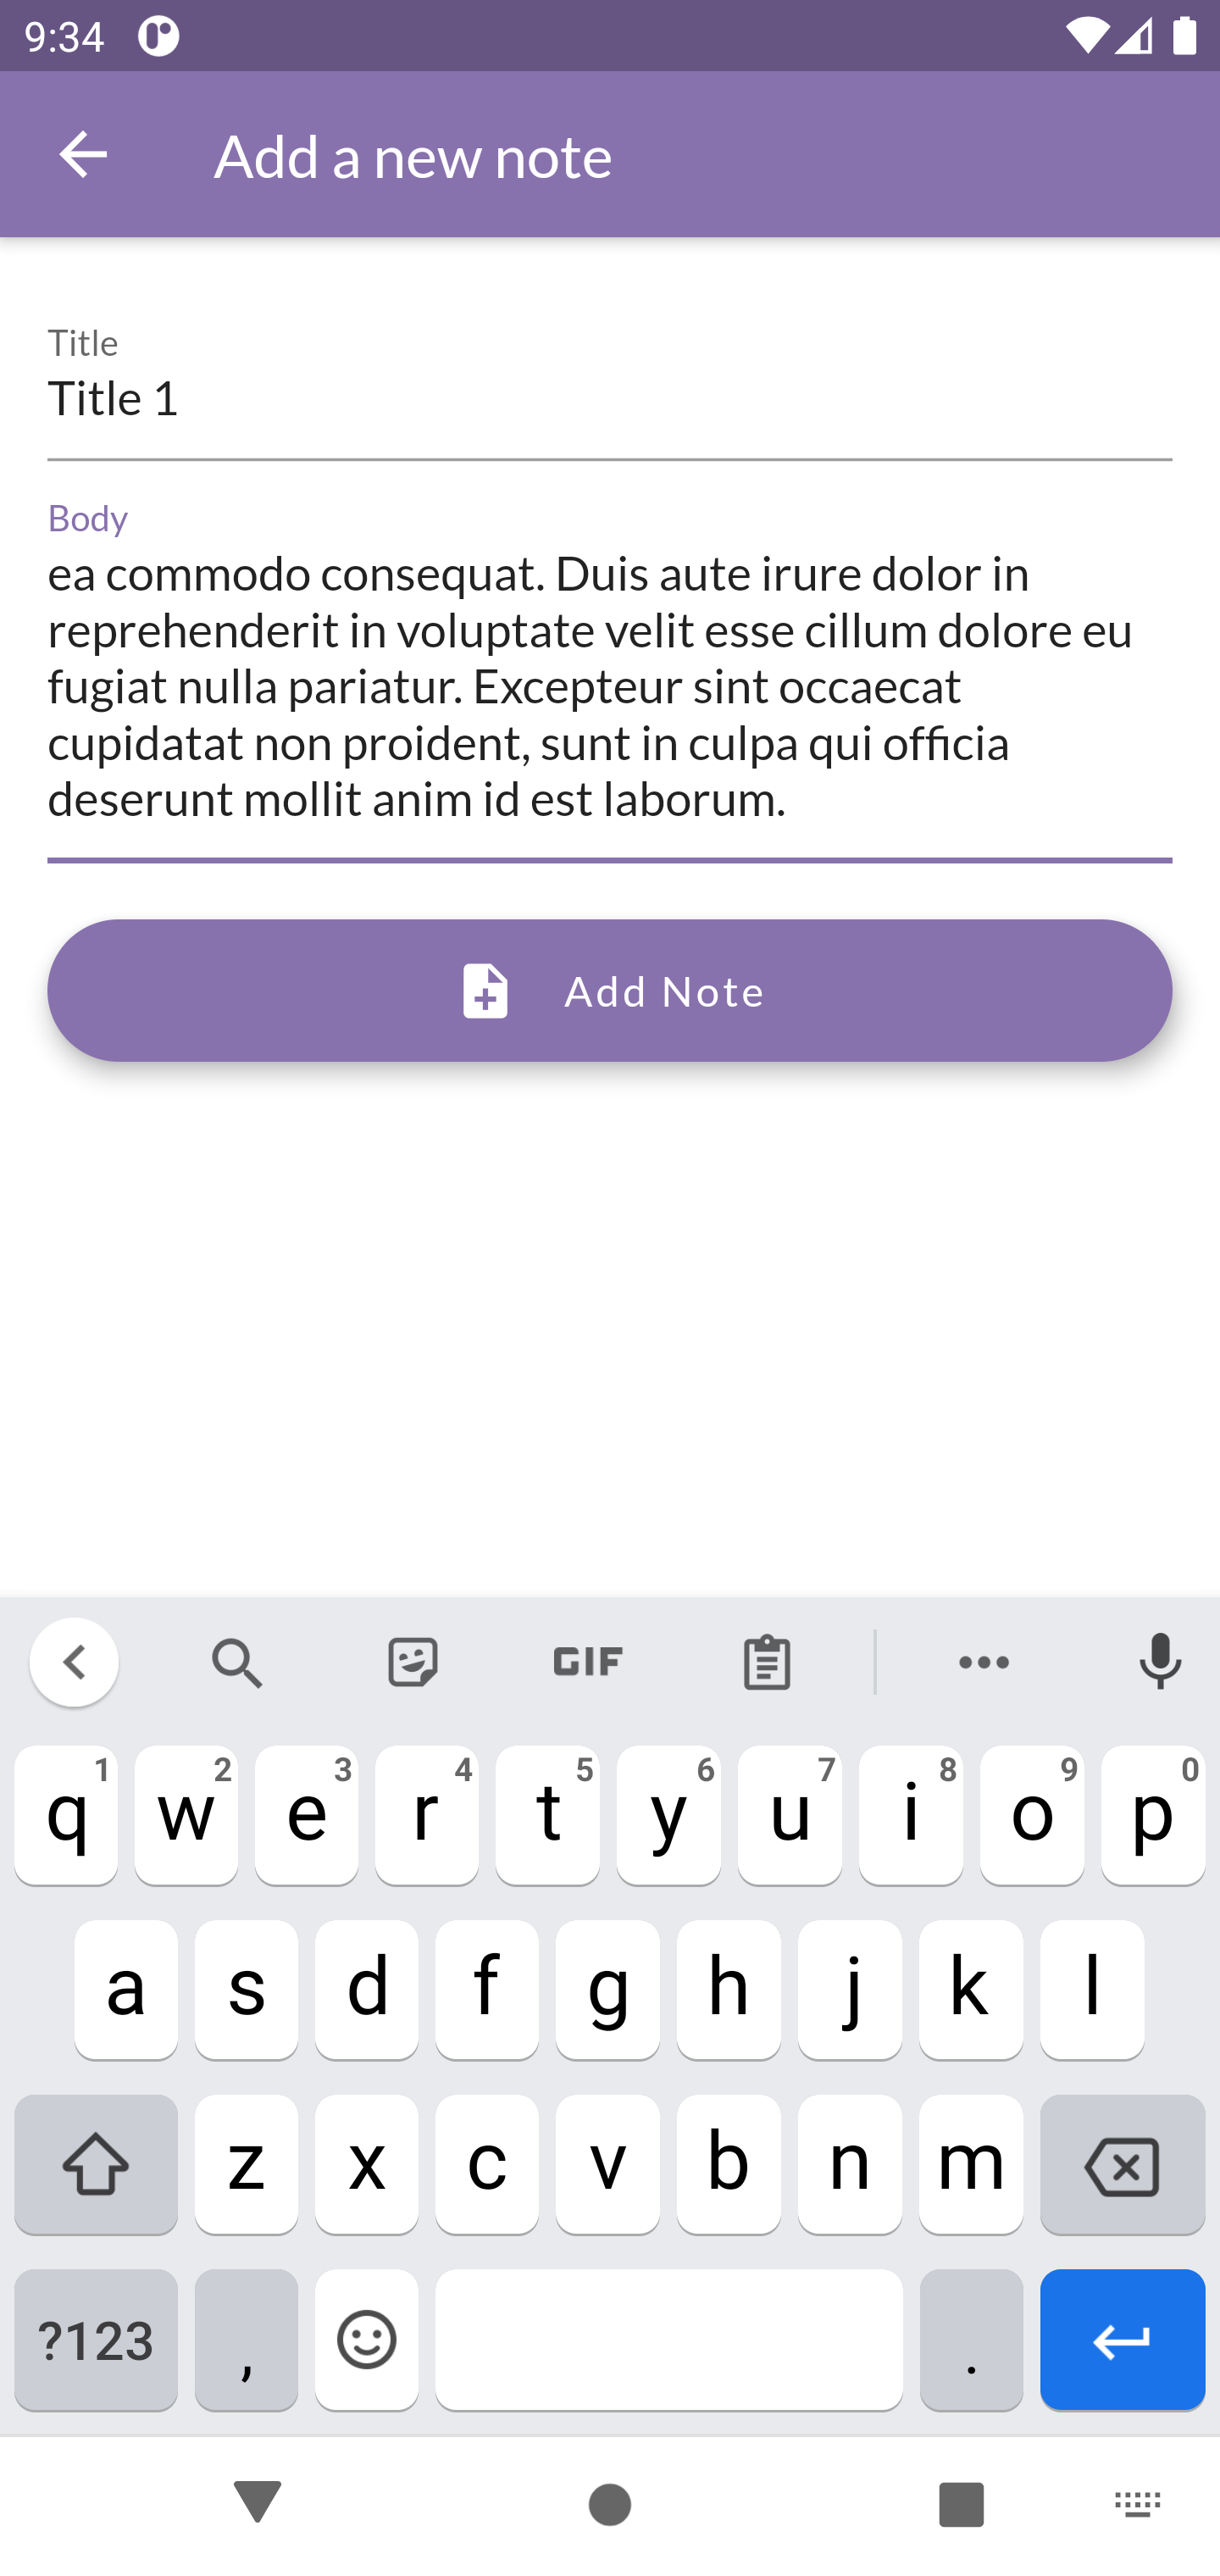 9:34
Add a new note
Title
Title 1
Body
ea commodo consequat. Duis aute irure dolor in
reprehenderit in voluptate velit esse cillum dolore eu
fugiat nulla pariatur. Excepteur sint occaecat
cupidatat non proident, sunt in culpa qui officia
deserunt mollit anim id est laborum.
Add Note
GIF
q 1 w 2 e 3 r 4 t 5 y 6 u 7 i 8 o 9 p 0
a s d f g h j k l
z x c v b n m
?123 , .